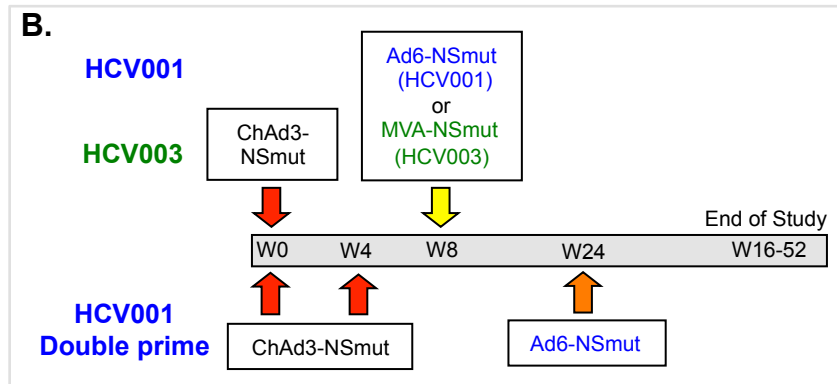 B.
HCV001
HCV003
ChAd3-
NSmut
Ad6-NSmut
(HCV001)
or
MVA-NSmut
(HCV003)
End of Study
W0 W4 W8 W24 W16-52
HCV001
Double prime
ChAd3-NSmut
Ad6-NSmut